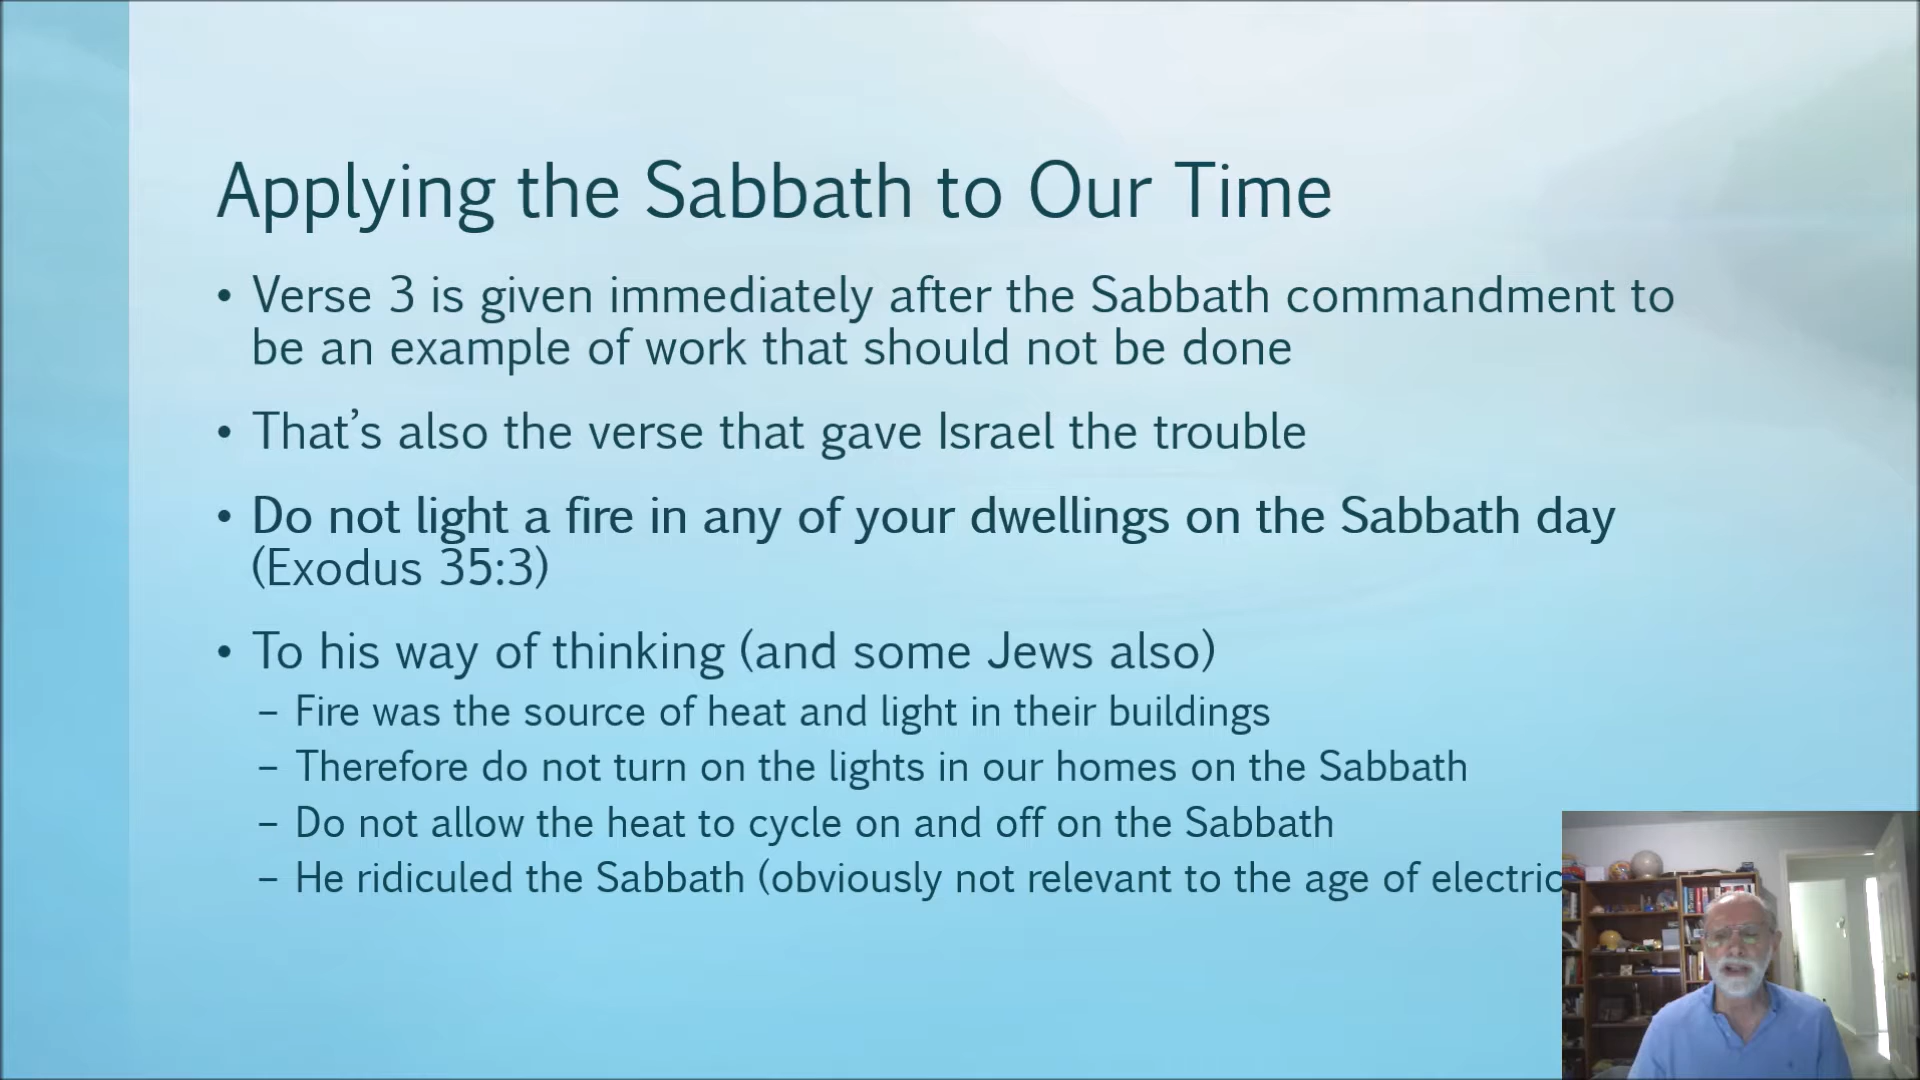 Applying the Sabbath to Our Time
• Verse 3 is given immediately after the Sabbath commandment to
be an example of work that should not be done
• That’s also the verse that gave Israel the trouble
• Do not light a fire in any of your dwellings on the Sabbath day
(Exodus 35:3)
• To his way of thinking (and some Jews also)
– Fire was the source of heat and light in their buildings
– Therefore do not turn on the lights in our homes on the Sabbath
– Do not allow the heat to cycle on and off on the Sabbath
– He ridiculed the Sabbath (obviously not relevant to the age of electric